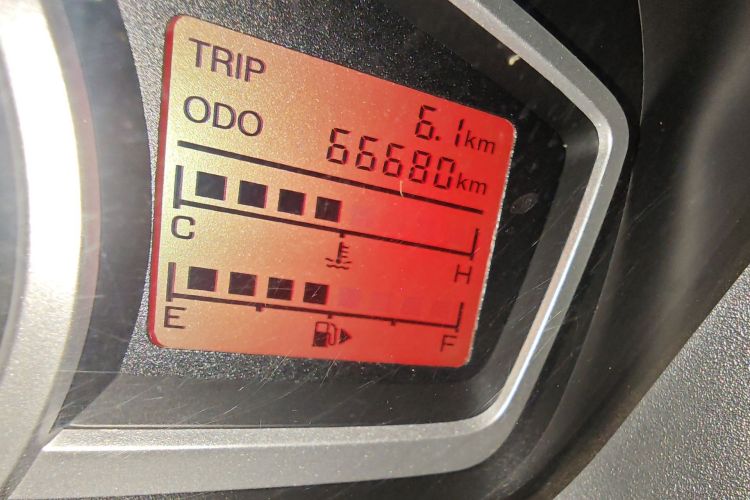 TRIP 6.1km
ODO 66680km
C H
E F